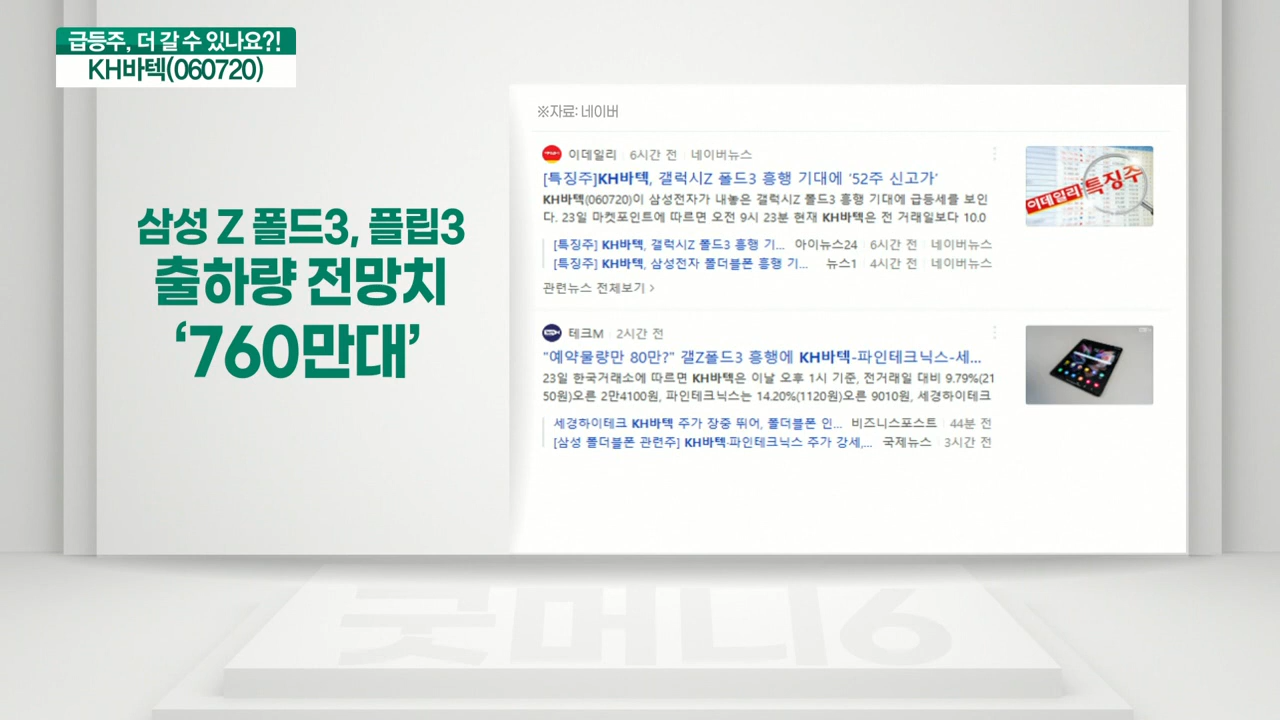 급등주, 더 갈 수 있나요?!
KH바텍(060720)
삼성 Z 폴드3, 플립3
출하량 전망치
‘760만대’
※자료: 네이버
이데일리 6시간 전 네이버뉴스
[특징주]KH바텍, 갤럭시Z 폴드3 흥행 기대에 '52주 신고가'
KH바텍(060720)이 삼성전자가 내놓은 갤럭시Z 폴드3 흥행 기대에 급등세를 보인
다. 23일 마켓포인트에 따르면 오전 9시 23분 현재 KH바텍은 전 거래일보다 10.0
[특징주] KH바텍, 갤럭시Z 폴드3 흥행 기... 아이뉴스24 6시간 전 네이버뉴스
[특징주] KH바텍, 삼성전자 폴더블폰 흥행 기... 뉴스1 4시간 전 네이버뉴스
관련뉴스 전체보기 >
이데일리 특징주
테크M 2시간 전
"예약물량만 80만?" 갤Z폴드3 흥행에 KH바텍-파인테크닉스-세...
23일 한국거래소에 따르면 KH바텍은 이날 오후 1시 기준, 전거래일 대비 9.79%(21
50원)오른 2만4100원, 파인테크닉스는 14.20%(1120원)오른 9010원, 세경하이테크
세경하이테크 KH바텍 주가 장중 뛰어, 폴더블폰 인... 비즈니스포스트 44분 전
[삼성 폴더블폰 관련주] KH바텍·파인테크닉스 주가 강세,... 국제뉴스 3시간 전
굿머니6